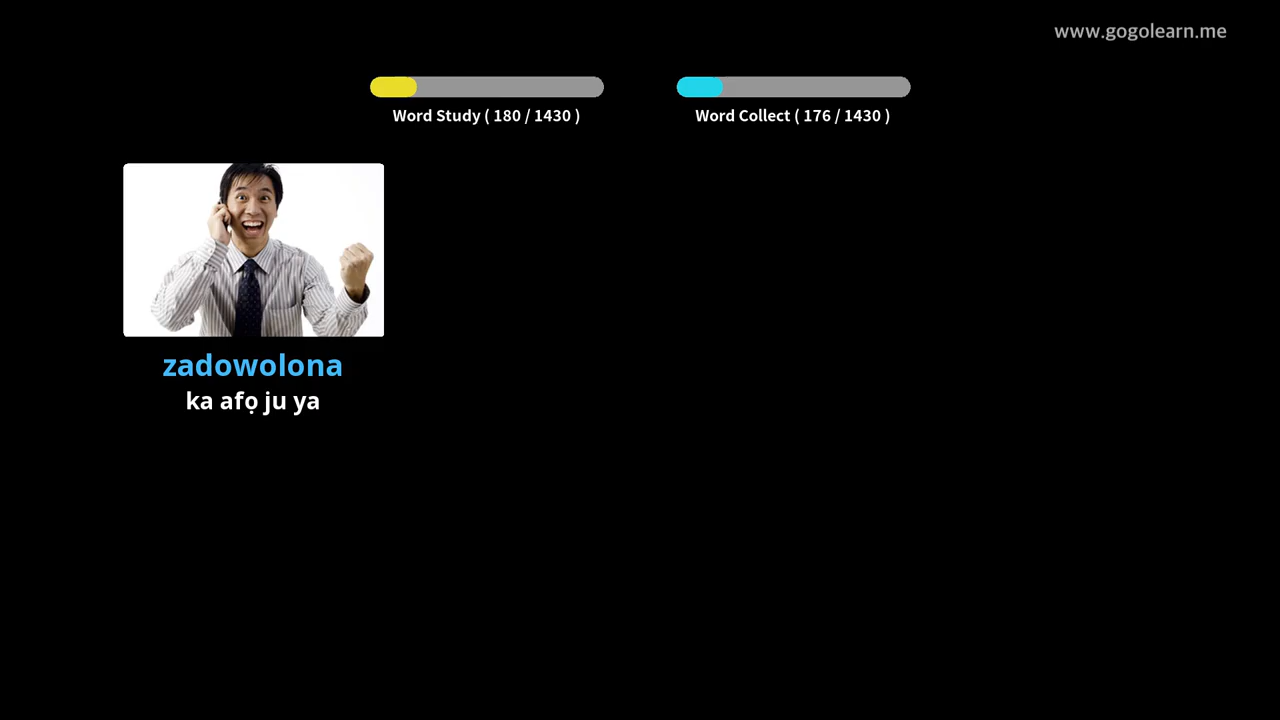 www.gogolearn.me
Word Study ( 180 / 1430 )
Word Collect ( 176 / 1430 )
zadowolona
ka afọ ju ya